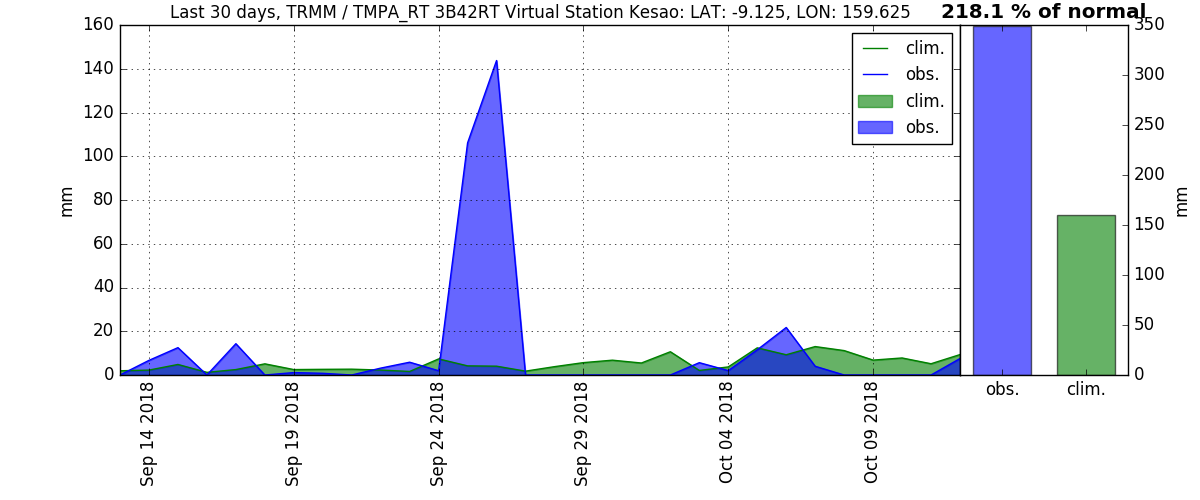 Last 30 days, TRMM / TMPA_RT 3B42RT Virtual Station Kesao: LAT: -9.125, LON: 159.625
218.1 % of normal
160
140
120
100
80
60
40
20
0
mm
clim.
obs.
clim.
obs.
Sep 14 2018
Sep 19 2018
Sep 24 2018
Sep 29 2018
Oct 04 2018
Oct 09 2018
350
300
250
200
150
100
50
0
mm
obs.
clim.